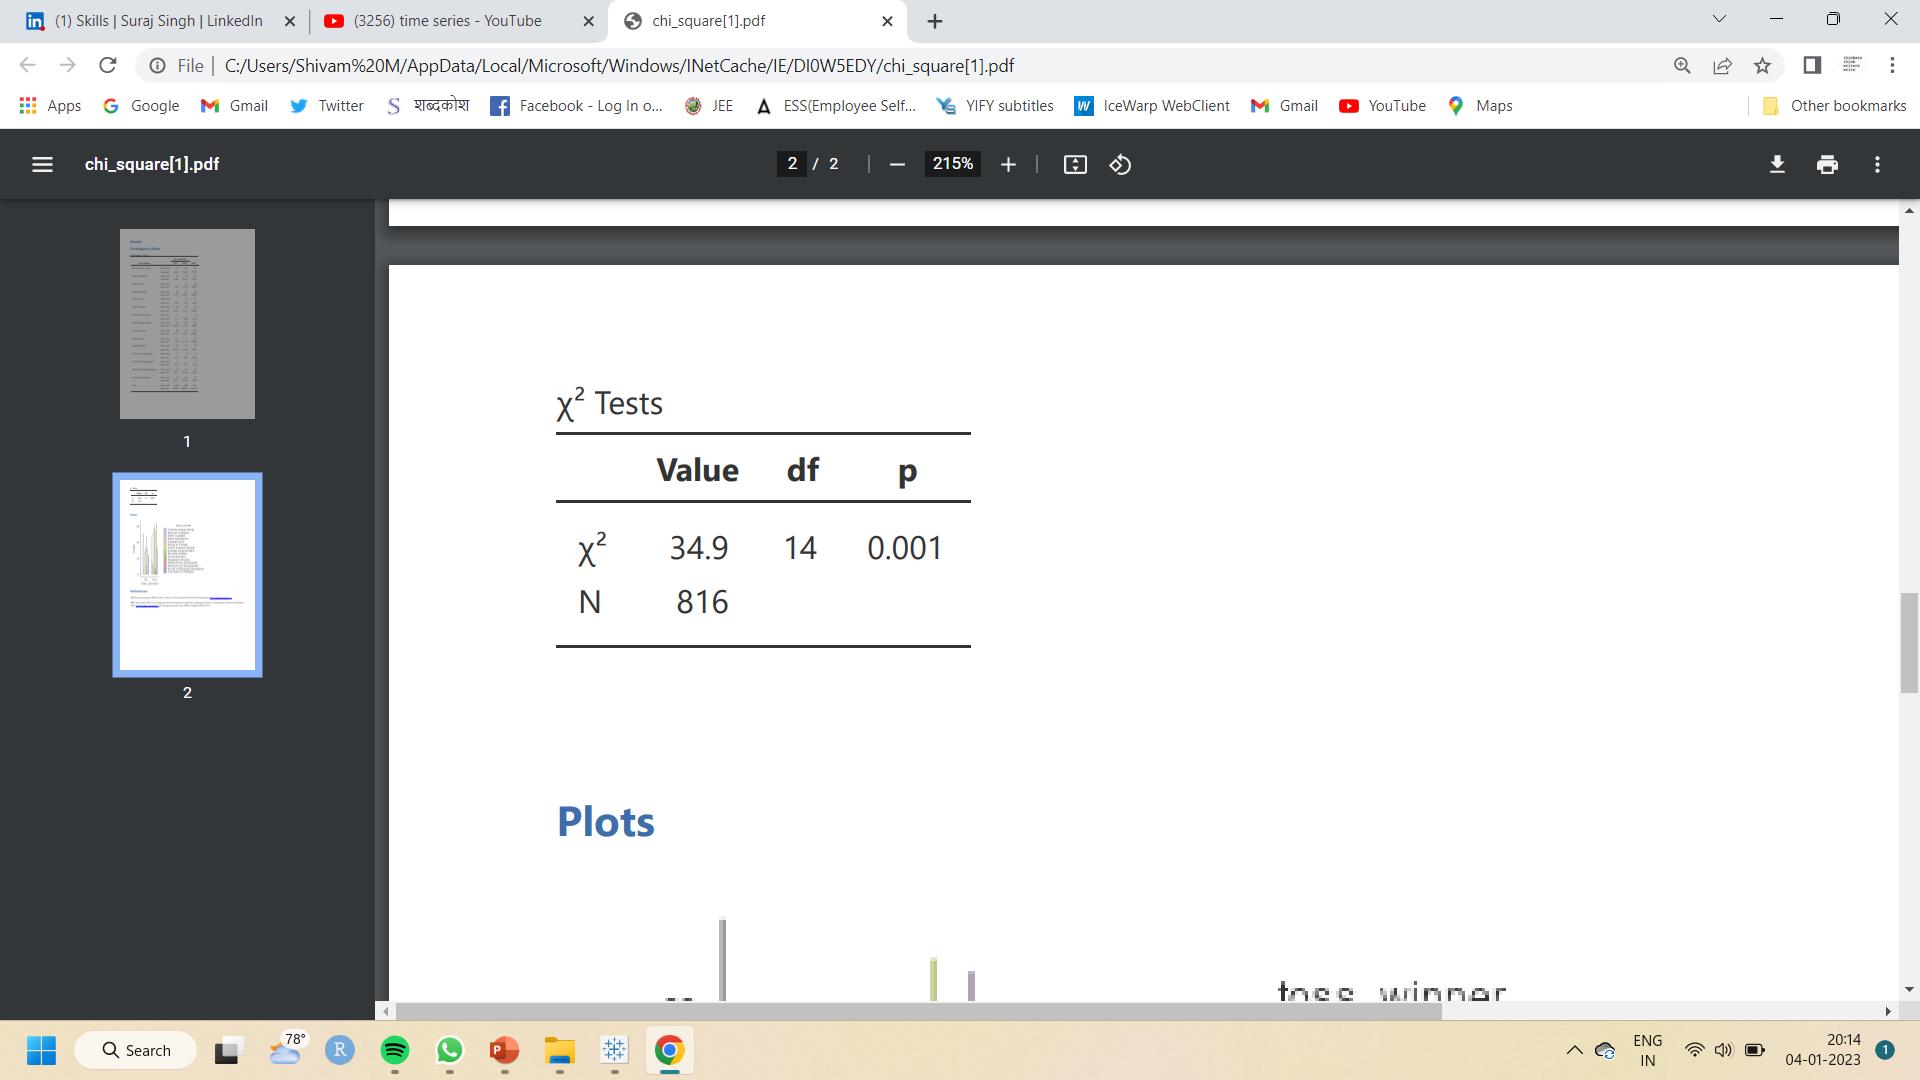 (1) Skills | Suraj Singh | LinkedIn
(3256) time series - YouTube
chi_square[1].pdf
File | C:/Users/Shivam%20M/AppData/Local/Microsoft/Windows/INetCache/IE/DI0W5EDY/chi_square[1].pdf
Apps Google Gmail Twitter शब्दकोश Facebook - Log In o... JEE ESS(Employee Self... YIFY subtitles IceWarp WebClient Gmail YouTube Maps Other bookmarks
chi_square[1].pdf 2 / 2 215%
1
2
χ² Tests
Value df p
χ² 34.9 14 0.001
N 816
Plots
toss_winner
Search
78°
ENG
IN
20:14
04-01-2023
1